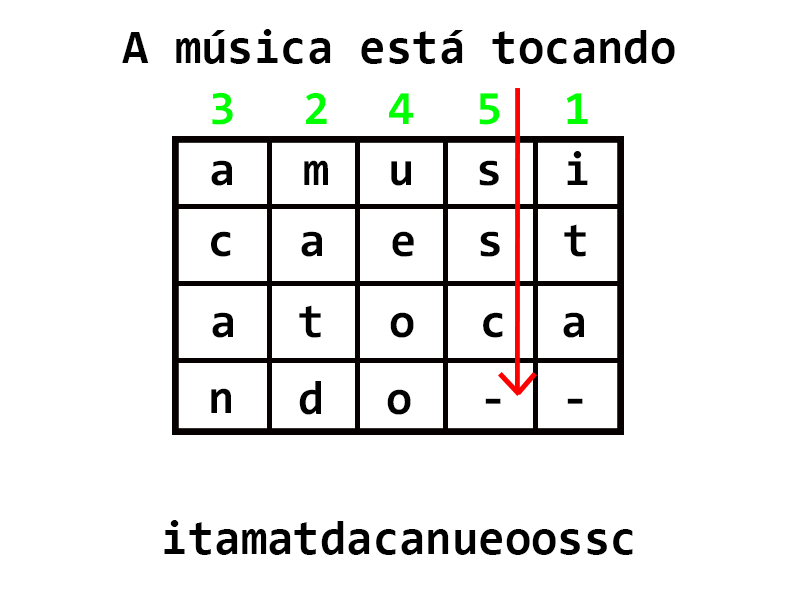 A música está tocando
3 2 4 5 1
a m u s i
c a e s t
a t o c a
n d o - -
itamatdacanueoossc